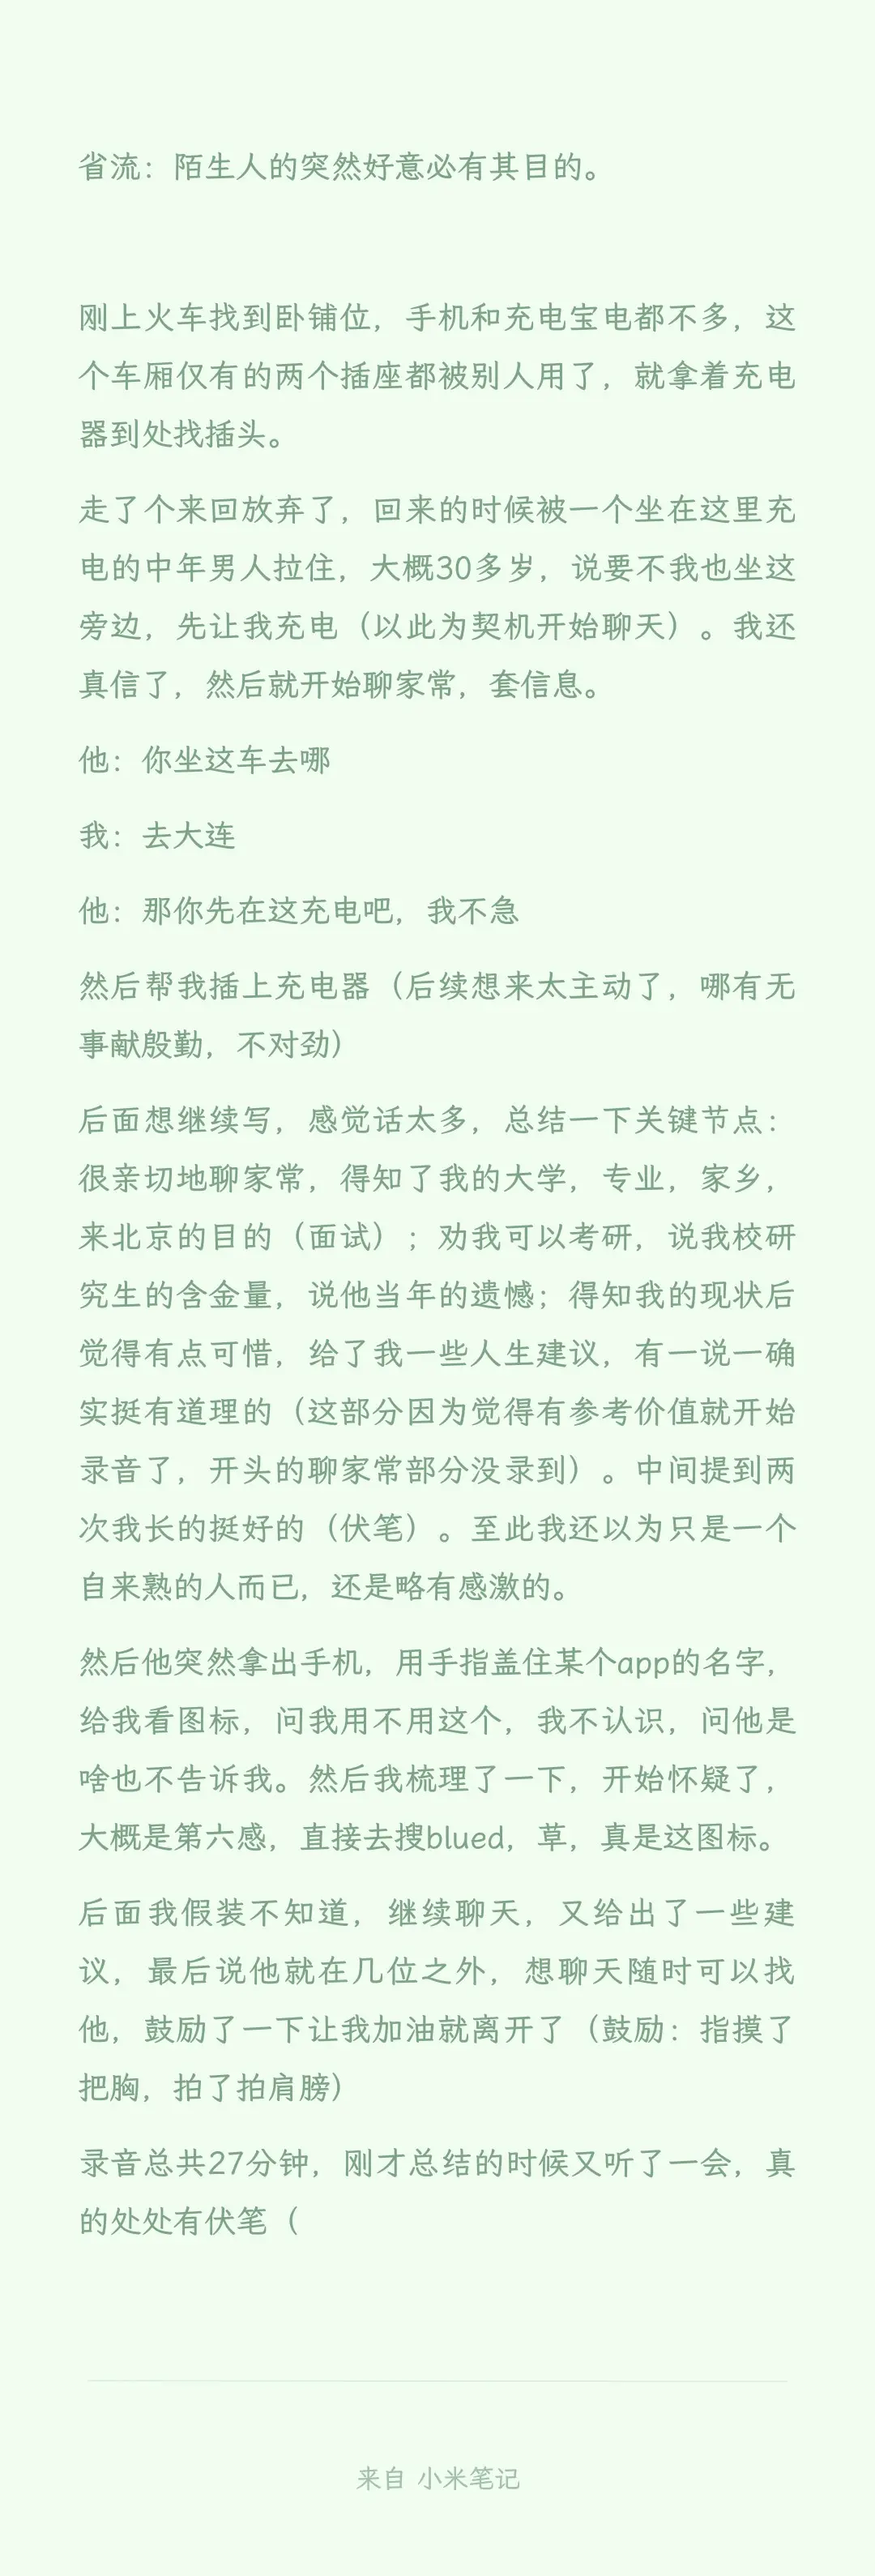 省流：陌生人的突然好意必有其目的。
刚上火车找到卧铺位，手机和充电宝电都不多，这
个车厢仅有的两个插座都被别人用了，就拿着充电
器到处找插头。
走了个来回放弃了，回来的时候被一个坐在这里充
电的中年男人拉住，大概30多岁，说要不我也坐这
旁边，先让我充电（以此为契机开始聊天）。我还
真信了，然后就开始聊家常，套信息。
他：你坐这车去哪
我：去大连
他：那你先在这充电吧，我不急
然后帮我插上充电器（后续想来太主动了，哪有无
事献殷勤，不对劲）
后面想继续写，感觉话太多，总结一下关键节点：
很亲切地聊家常，得知了我的大学，专业，家乡，
来北京的目的（面试）；劝我可以考研，说我校研
究生的含金量，说他当年的遗憾；得知我的现状后
觉得有点可惜，给了我一些人生建议，有一说一确
实挺有道理的（这部分因为觉得有参考价值就开始
录音了，开头的聊家常部分没录到）。中间提到两
次我长的挺好的（伏笔）。至此我还以为只是一个
自来熟的人而已，还是略有感激的。
然后他突然拿出手机，用手指盖住某个app的名字，
给我看图标，问我用不用这个，我不认识，问他是
啥也不告诉我。然后我梳理了一下，开始怀疑了，
大概是第六感，直接去搜blued，草，真是这图标。
后面我假装不知道，继续聊天，又给出了一些建
议，最后说他就在几位之外，想聊天随时可以找
他，鼓励了一下让我加油就离开了（鼓励：指摸了
把胸，拍了拍肩膀）
录音总共27分钟，刚才总结的时候又听了一会，真
的处处有伏笔（
来自 小米笔记